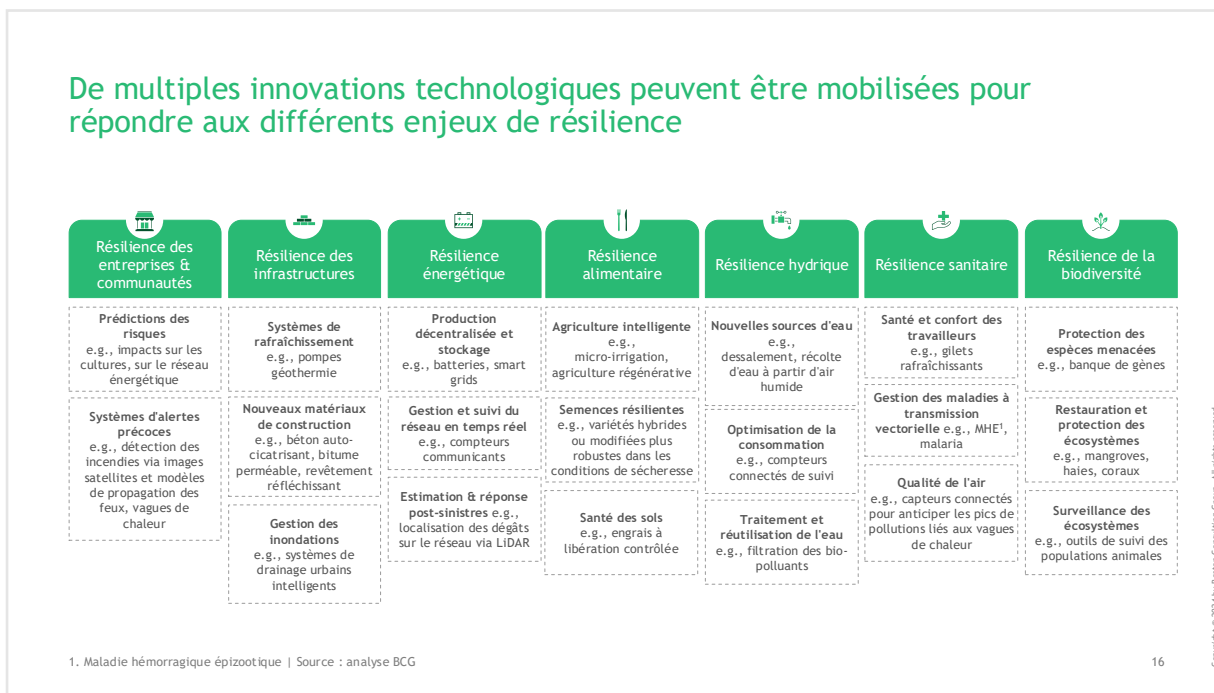 De multiples innovations technologiques peuvent être mobilisées pour
répondre aux différents enjeux de résilience
Résilience des
entreprises &
communautés
Prédictions des
risques
e.g., impacts sur les
cultures, sur le réseau
énergétique
Systèmes d'alertes
précoces
e.g., détection des
incendies via images
satellites et modèles
de propagation des
feux, vagues de
chaleur
Résilience des
infrastructures
Systèmes de
rafraîchissement
e.g., pompes
géothermie
Nouveaux matériaux
de construction
e.g., béton auto-
cicatrisant, bitume
perméable, revêtement
réfléchissant
Gestion des
inondations
e.g., systèmes de
drainage urbains
intelligents
Résilience
énergétique
Production
décentralisée et
stockage
e.g., batteries, smart
grids
Gestion et suivi du
réseau en temps réel
e.g., compteurs
communicants
Estimation & réponse
post-sinistres e.g.,
localisation des dégâts
sur le réseau via LiDAR
Résilience
alimentaire
Agriculture intelligente
e.g.,
micro-irrigation,
agriculture régénérative
Semences résilientes
e.g., variétés hybrides
ou modifiées plus
robustes dans les
conditions de sécheresse
Santé des sols
e.g., engrais à
libération contrôlée
Résilience hydrique
Nouvelles sources d'eau
e.g.,
dessalement, récolte
d'eau à partir d'air
humide
Optimisation de la
consommation
e.g., compteurs
connectés de suivi
Traitement et
réutilisation de l'eau
e.g., filtration des bio-
polluants
Résilience sanitaire
Santé et confort des
travailleurs
e.g., gilets
rafraîchissants
Gestion des maladies à
transmission
vectorielle e.g., MHE¹,
malaria
Qualité de l'air
e.g., capteurs connectés
pour anticiper les pics de
pollutions liés aux vagues
de chaleur
Résilience de la
biodiversité
Protection des
espèces menacées
e.g., banque de gènes
Restauration et
protection des
écosystèmes
e.g., mangroves,
haies, coraux
Surveillance des
écosystèmes
e.g., outils de suivi des
populations animales
1. Maladie hémorragique épizootique | Source : analyse BCG
16